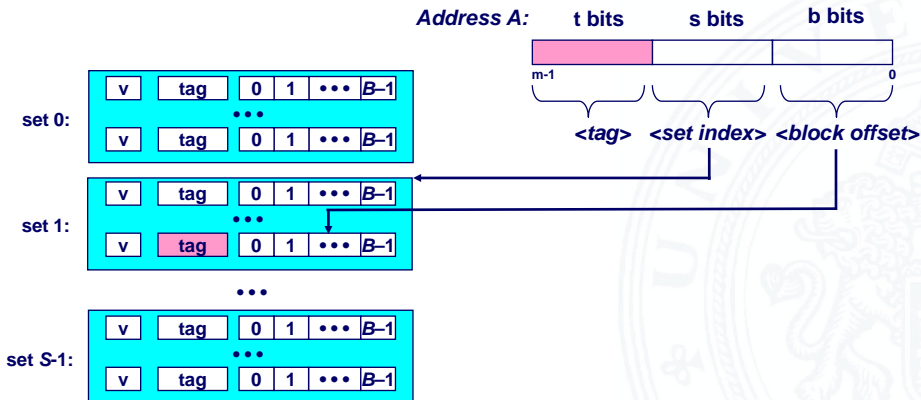 Address A: t bits s bits b bits
m-1 0
<tag> <set index> <block offset>
set 0:
v tag 0 1 ••• B–1
•••
v tag 0 1 ••• B–1
set 1:
v tag 0 1 ••• B–1
•••
v tag 0 1 ••• B–1
•••
set S-1:
v tag 0 1 ••• B–1
•••
v tag 0 1 ••• B–1
UNIVE